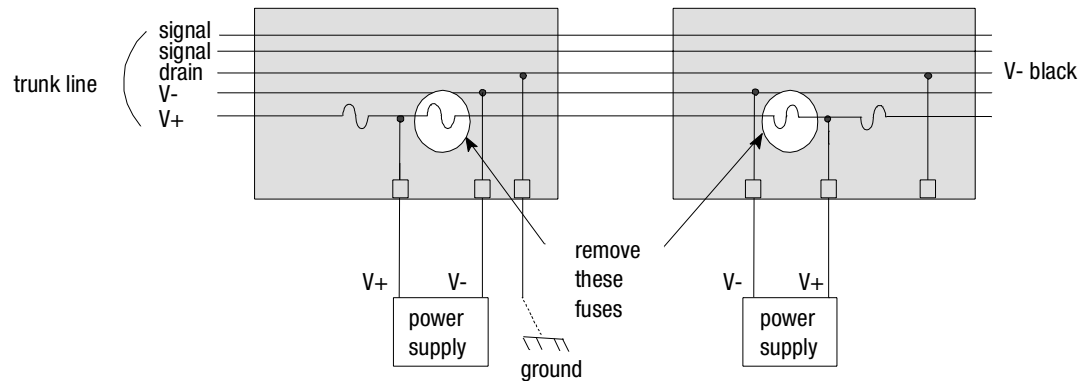 signal
signal
trunk line
drain
V-
V+
V- black
remove
these
fuses
V+
V-
V-
V+
power
supply
power
supply
ground